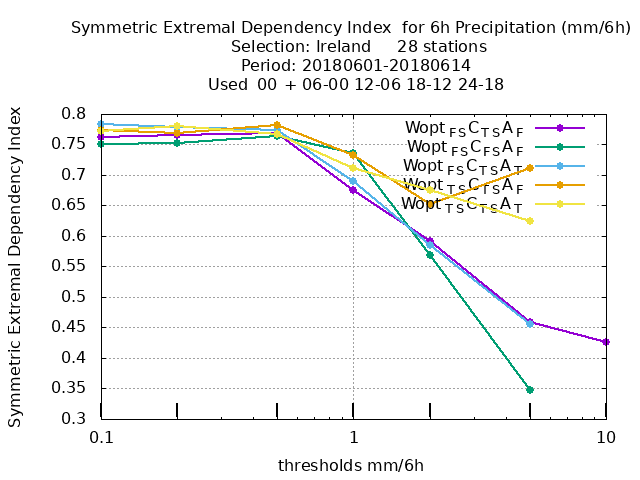 Symmetric Extremal Dependency Index  for 6h Precipitation (mm/6h)
Selection: Ireland     28 stations
Period: 20180601-20180614
Used  00 + 06-00 12-06 18-12 24-18
Symmetric Extremal Dependency Index
0.8
0.75
0.7
0.65
0.6
0.55
0.5
0.45
0.4
0.35
0.3
Wopt FS C TS A F
Wopt FS C FS A F
Wopt FS C TS A T
Wopt TS C TS A F
Wopt TS C TS A T
0.1 1 10
thresholds mm/6h